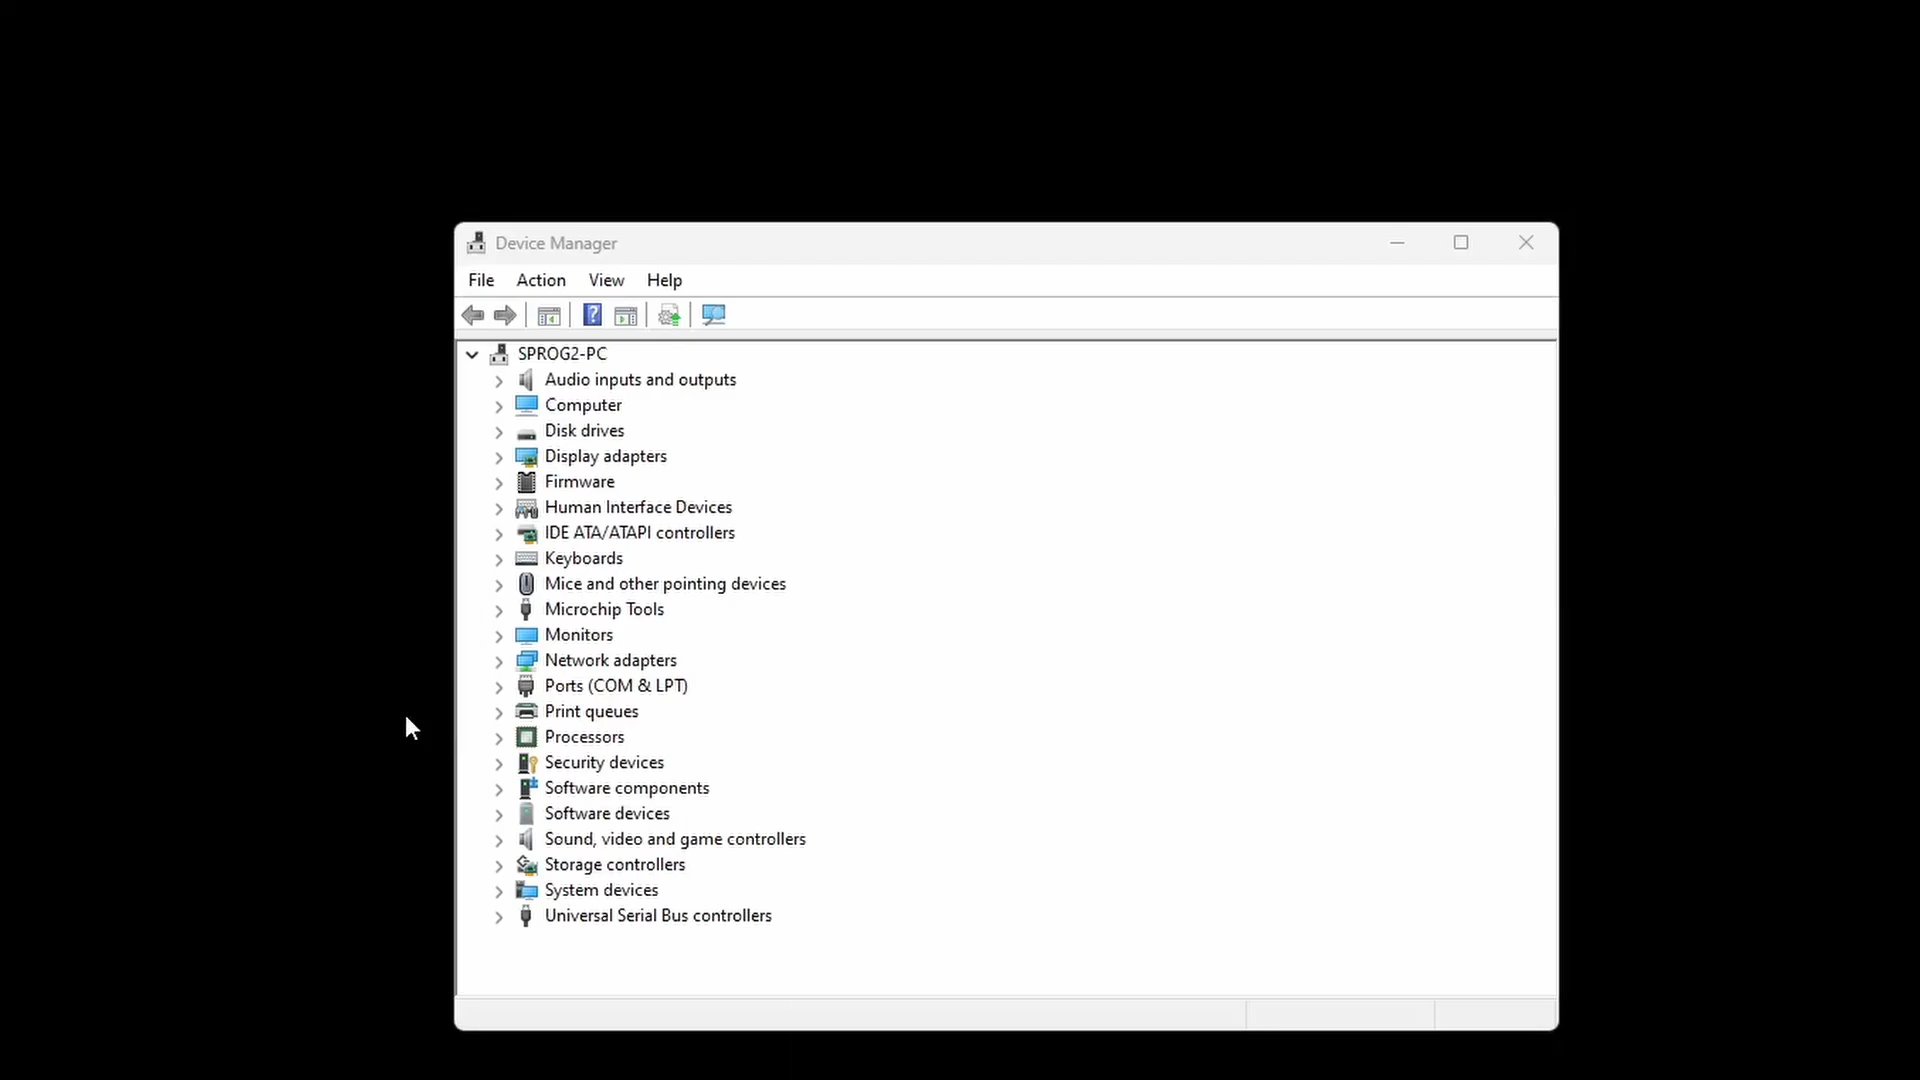 Device Manager
File Action View Help
?
SPROG2-PC
Audio inputs and outputs
Computer
Disk drives
Display adapters
Firmware
Human Interface Devices
IDE ATA/ATAPI controllers
Keyboards
Mice and other pointing devices
Microchip Tools
Monitors
Network adapters
Ports (COM & LPT)
Print queues
Processors
Security devices
Software components
Software devices
Sound, video and game controllers
Storage controllers
System devices
Universal Serial Bus controllers